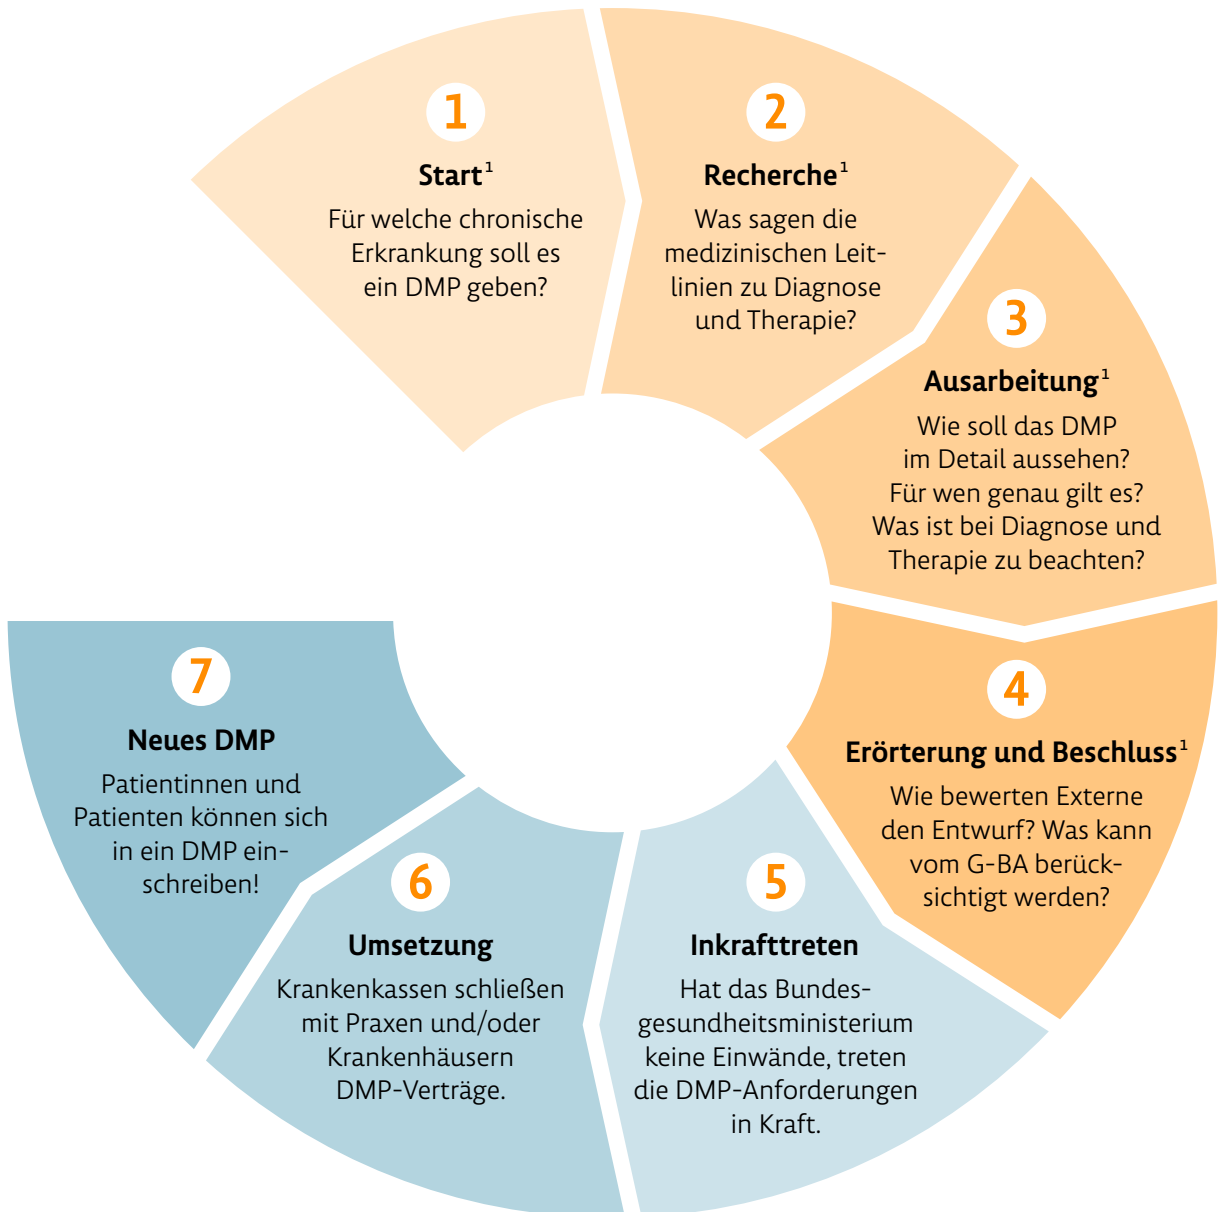 1
Start¹
Für welche chronische
Erkrankung soll es
ein DMP geben?
2
Recherche¹
Was sagen die
medizinischen Leit-
linien zu Diagnose
und Therapie?
3
Ausarbeitung¹
Wie soll das DMP
im Detail aussehen?
Für wen genau gilt es?
Was ist bei Diagnose und
Therapie zu beachten?
4
Erörterung und Beschluss¹
Wie bewerten Externe
den Entwurf? Was kann
vom G-BA berück-
sichtigt werden?
5
Inkrafttreten
Hat das Bundes-
gesundheitsministerium
keine Einwände, treten
die DMP-Anforderungen
in Kraft.
6
Umsetzung
Krankenkassen schließen
mit Praxen und/oder
Krankenhäusern
DMP-Verträge.
7
Neues DMP
Patientinnen und
Patienten können sich
in ein DMP ein-
schreiben!